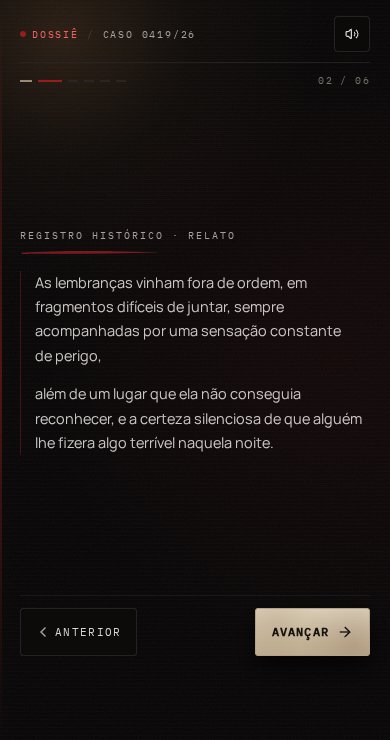 DOSSIÊ / CASO 0419/26
02 / 06
REGISTRO HISTÓRICO · RELATO
As lembranças vinham fora de ordem, em
fragmentos difíceis de juntar, sempre
acompanhadas por uma sensação constante
de perigo,
além de um lugar que ela não conseguia
reconhecer, e a certeza silenciosa de que alguém
lhe fizera algo terrível naquela noite.
ANTERIOR
AVANÇAR